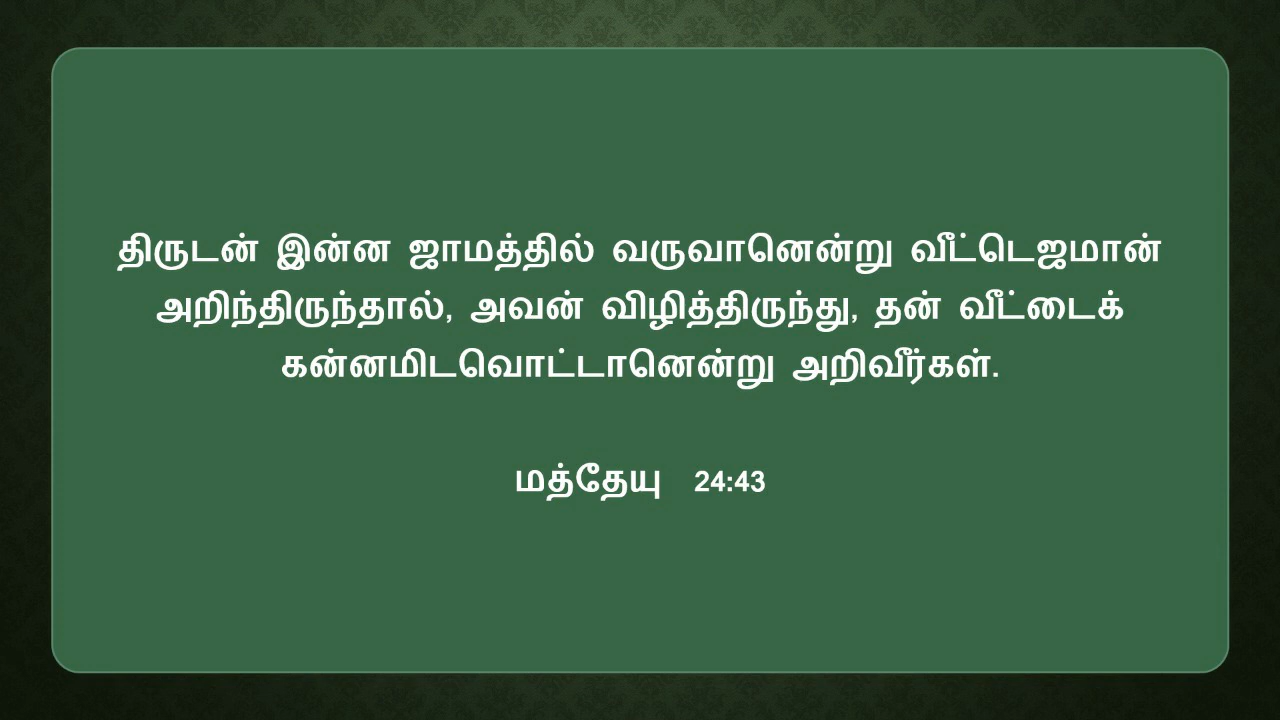 திருடன் இன்ன ஜாமத்தில் வருவானென்று வீட்டெஜமான்
அறிந்திருந்தால், அவன் விழித்திருந்து, தன் வீட்டைக்
கன்னமிடவொட்டானென்று அறிவீர்கள்.
மத்தேயு 24:43